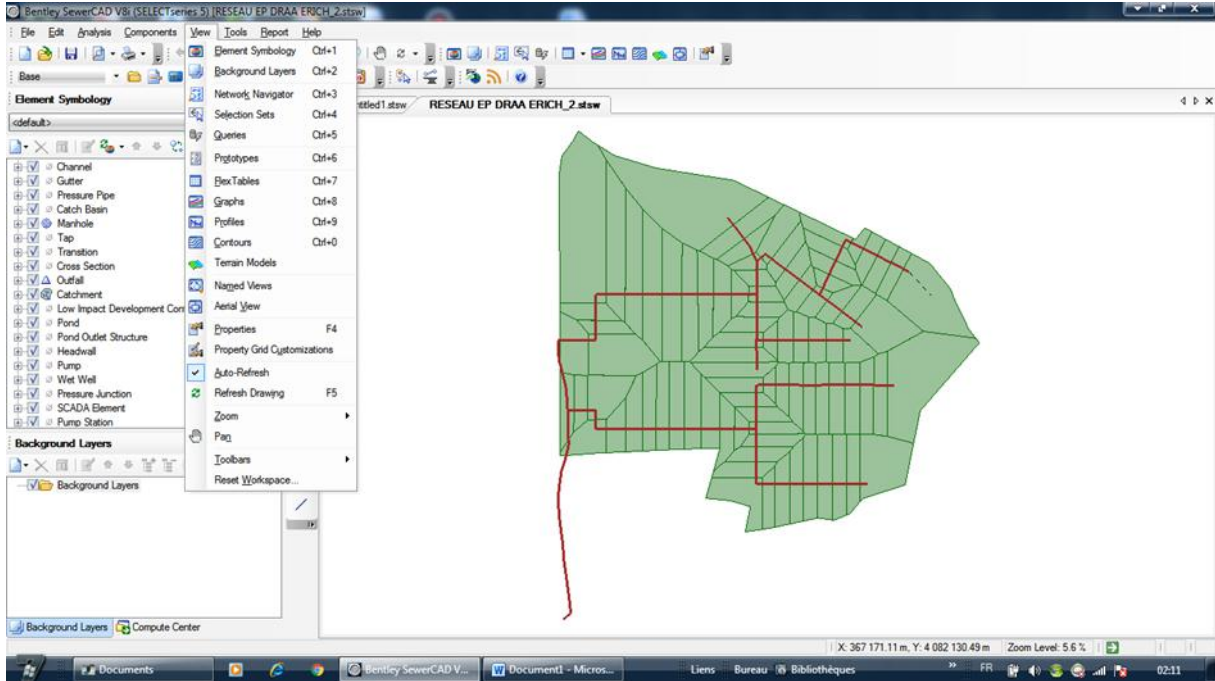 Bentley SewerCAD V8i (SELECTseries 5) [RESEAU EP DRAA ERICH_2.stsw]
File Edit Analysis Components View Tools Report Help
Base
Element Symbology
<default>
Channel
Gutter
Pressure Pipe
Catch Basin
Manhole
Tap
Transition
Cross Section
Outfall
Catchment
Low Impact Development Con
Pond
Pond Outlet Structure
Headwall
Pump
Wet Well
Pressure Junction
SCADA Element
Pump Station
Background Layers
Background Layers
Background Layers Compute Center
Element Symbology Ctrl+1
Background Layers Ctrl+2
Network Navigator Ctrl+3
Selection Sets Ctrl+4
Queries Ctrl+5
Prototypes Ctrl+6
FlexTables Ctrl+7
Graphs Ctrl+8
Profiles Ctrl+9
Contours Ctrl+0
Terrain Models
Named Views
Aerial View
Properties F4
Property Grid Customizations
Auto-Refresh
Refresh Drawing F5
Zoom
Pan
Toolbars
Reset Workspace...
ntitled1.stsw RESEAU EP DRAA ERICH_2.stsw
X: 367 171.11 m, Y: 4 082 130.49 m Zoom Level: 5.6 %
Documents Bentley SewerCAD V... Document1 - Micros... Liens Bureau Bibliothèques » FR 02:11